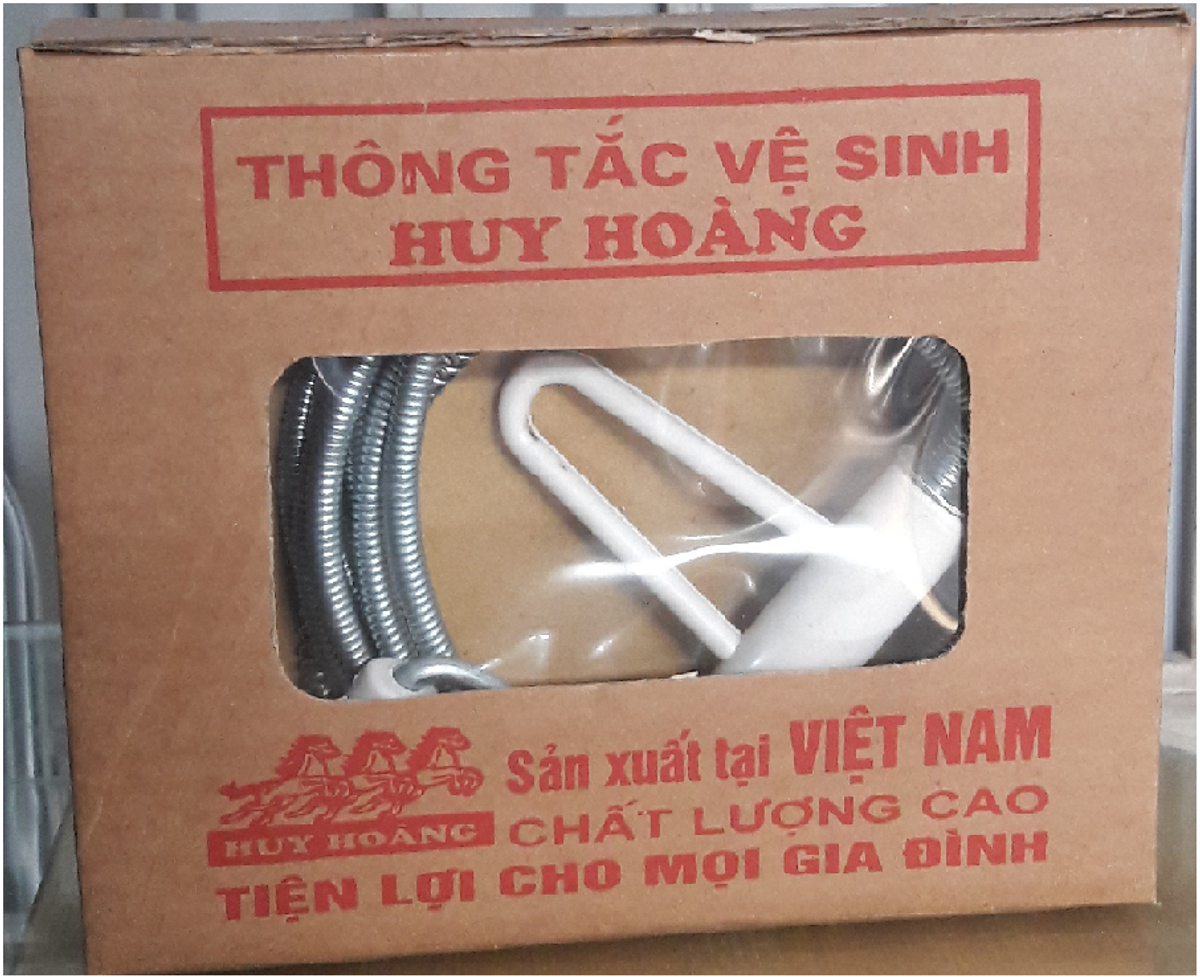 THÔNG TẮC VỆ SINH
HUY HOÀNG
Sản xuất tại VIỆT NAM
CHẤT LƯỢNG CAO
HUY HOÀNG
TIỆN LỢI CHO MỌI GIA ĐÌNH